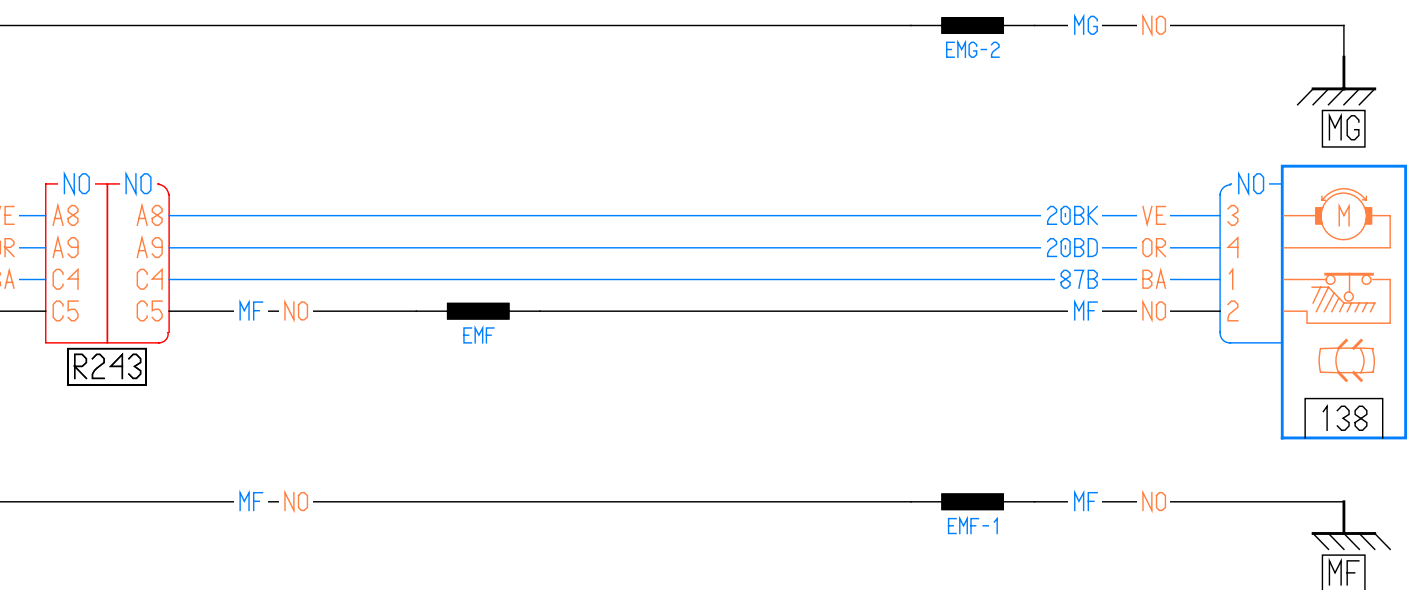 MG NO
EMG-2
MG
NO NO NO
VE A8 A8 20BK VE 3 M
OR A9 A9 20BD OR 4
BA C4 C4 87B BA 1
C5 C5 MF NO MF NO 2
EMF
R243
138
MF NO MF NO
EMF-1
MF